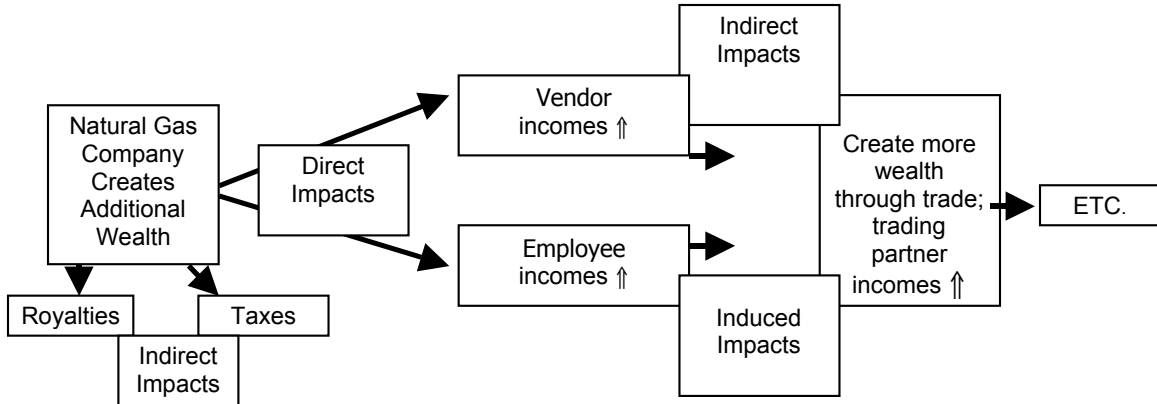 Natural Gas
Company
Creates
Additional
Wealth
Royalties
Taxes
Indirect
Impacts
Direct
Impacts
Vendor
incomes ⇑
Employee
incomes ⇑
Indirect
Impacts
Induced
Impacts
Create more
wealth
through trade;
trading
partner
incomes ⇑
ETC.